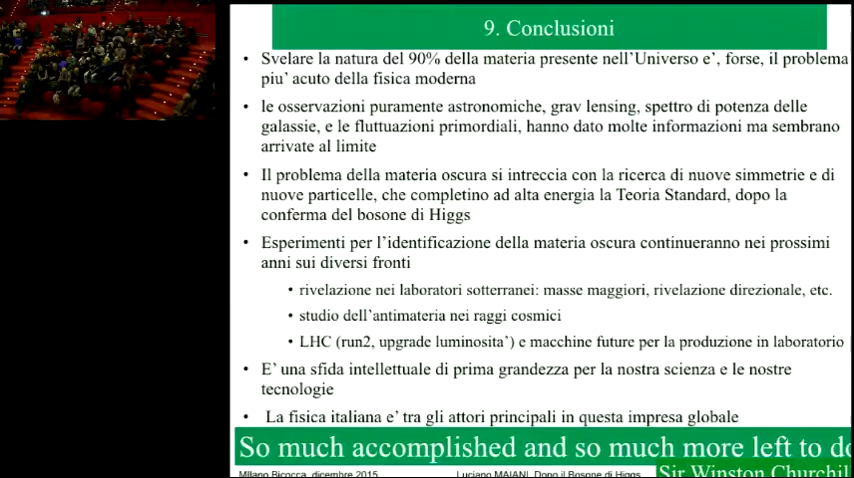 9. Conclusioni
• Svelare la natura del 90% della materia presente nell'Universo e', forse, il problema
piu' acuto della fisica moderna
• le osservazioni puramente astronomiche, grav lensing, spettro di potenza delle
galassie, e le fluttuazioni primordiali, hanno dato molte informazioni ma sembrano
arrivate al limite
• Il problema della materia oscura si intreccia con la ricerca di nuove simmetrie e di
nuove particelle, che completino ad alta energia la Teoria Standard, dopo la
conferma del bosone di Higgs
• Esperimenti per l'identificazione della materia oscura continueranno nei prossimi
anni sui diversi fronti
• rivelazione nei laboratori sotterranei: masse maggiori, rivelazione direzionale, etc.
• studio dell'antimateria nei raggi cosmici
• LHC (run2, upgrade luminosita') e macchine future per la produzione in laboratorio
• E' una sfida intellettuale di prima grandezza per la nostra scienza e le nostre
tecnologie
• La fisica italiana e' tra gli attori principali in questa impresa globale
So much accomplished and so much more left to do
Milano Bicocca, dicembre 2015 Luciano MAIANI. Dopo il Bosone di Higgs
Sir Winston Churchil